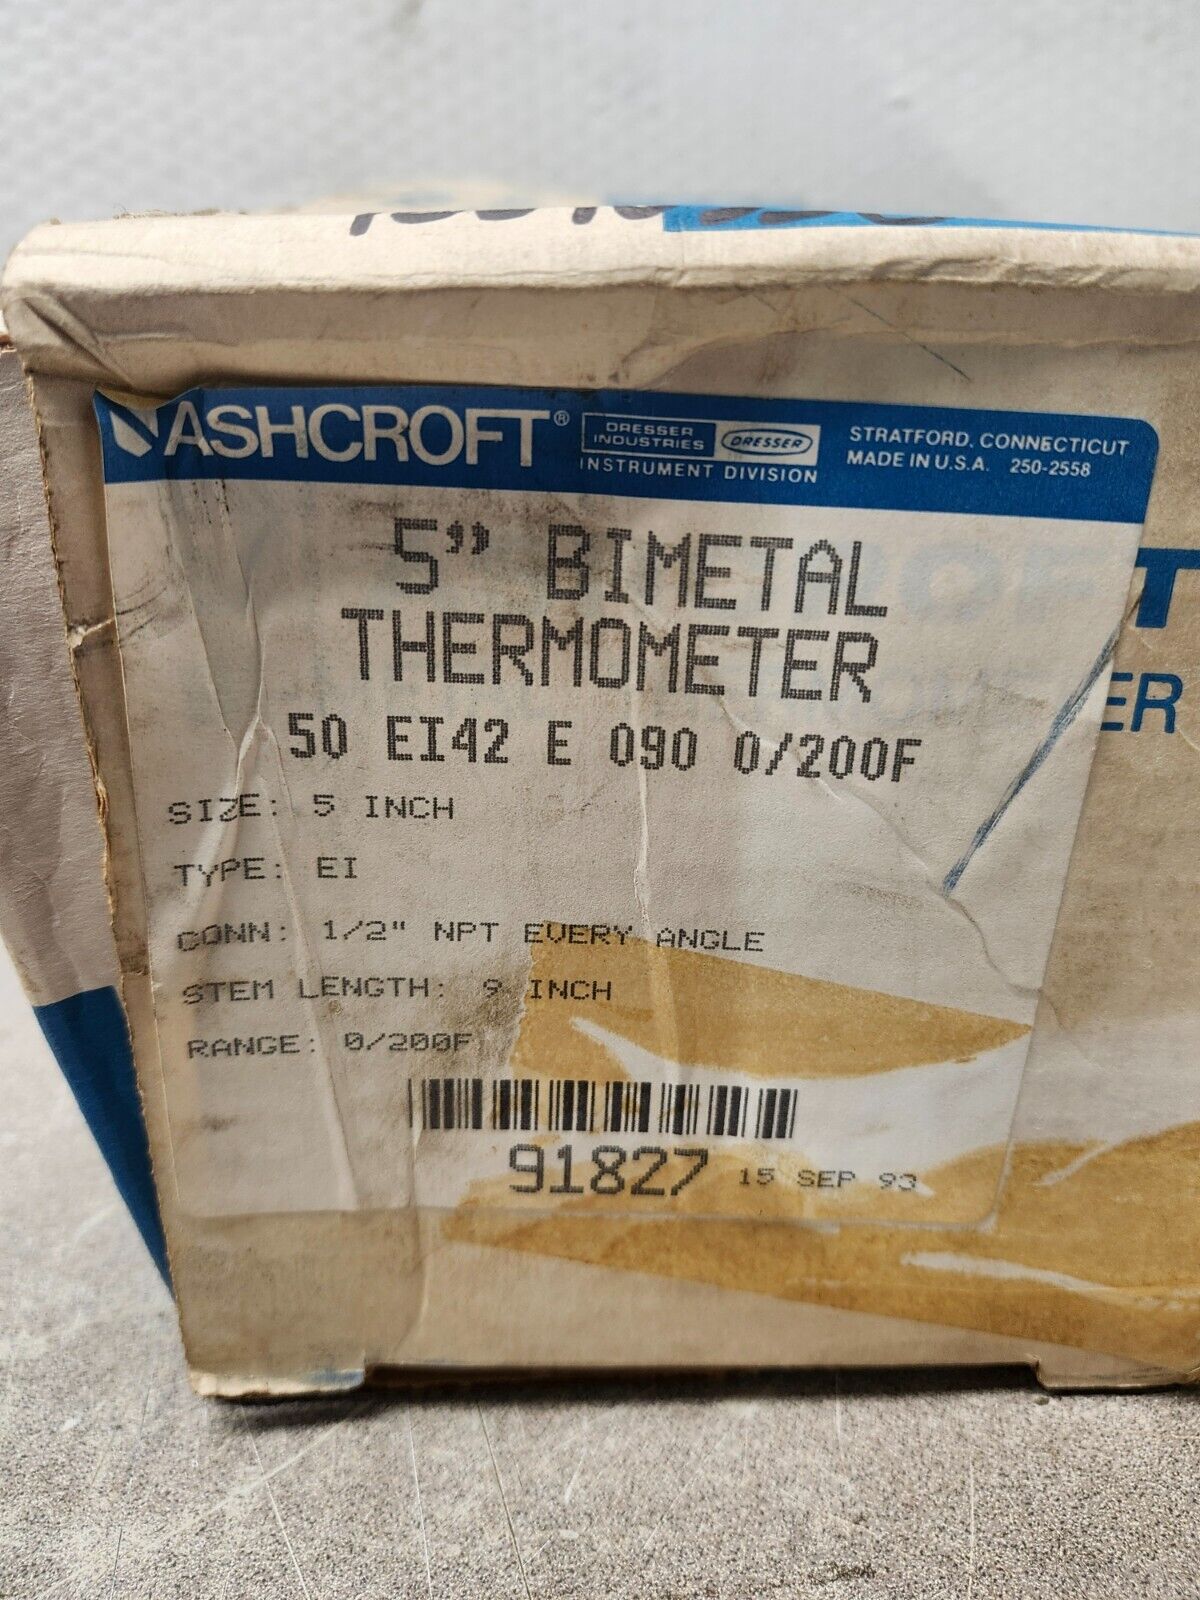 ASHCROFT®
DRESSER INDUSTRIES DRESSER
INSTRUMENT DIVISION
STRATFORD, CONNECTICUT
MADE IN U.S.A. 250-2558
5" BIMETAL
THERMOMETER
50 EI42 E 090 0/200F
SIZE: 5 INCH
TYPE: EI
CONN: 1/2" NPT EVERY ANGLE
STEM LENGTH: 9 INCH
RANGE: 0/200F
91827 15 SEP 93